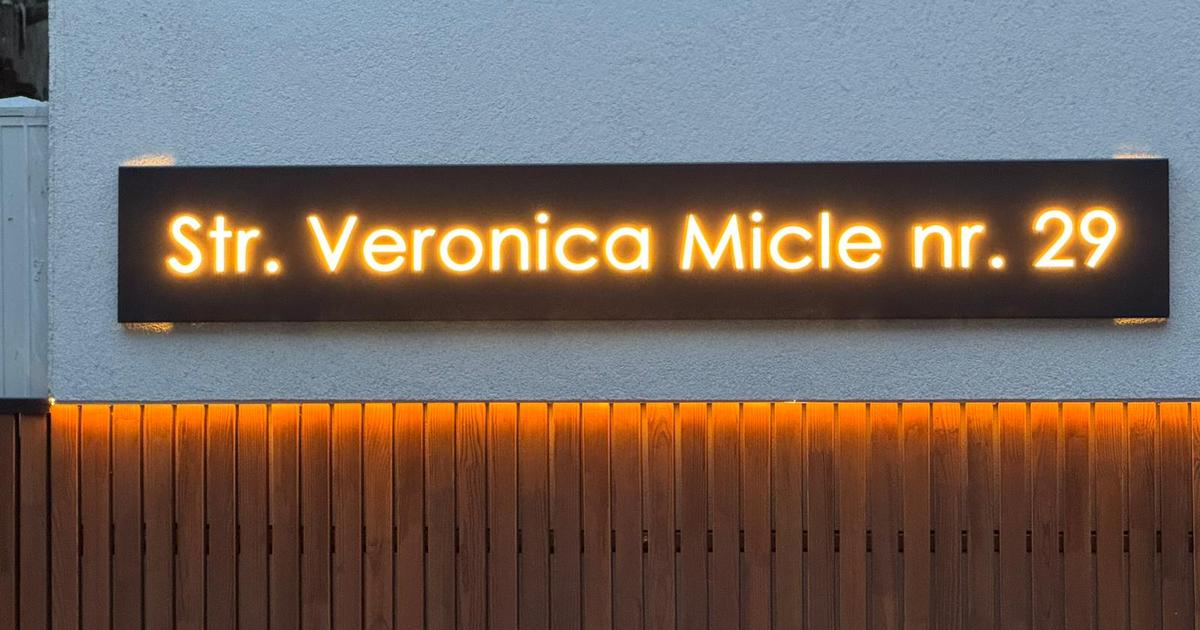 Str. Veronica Micle nr. 29